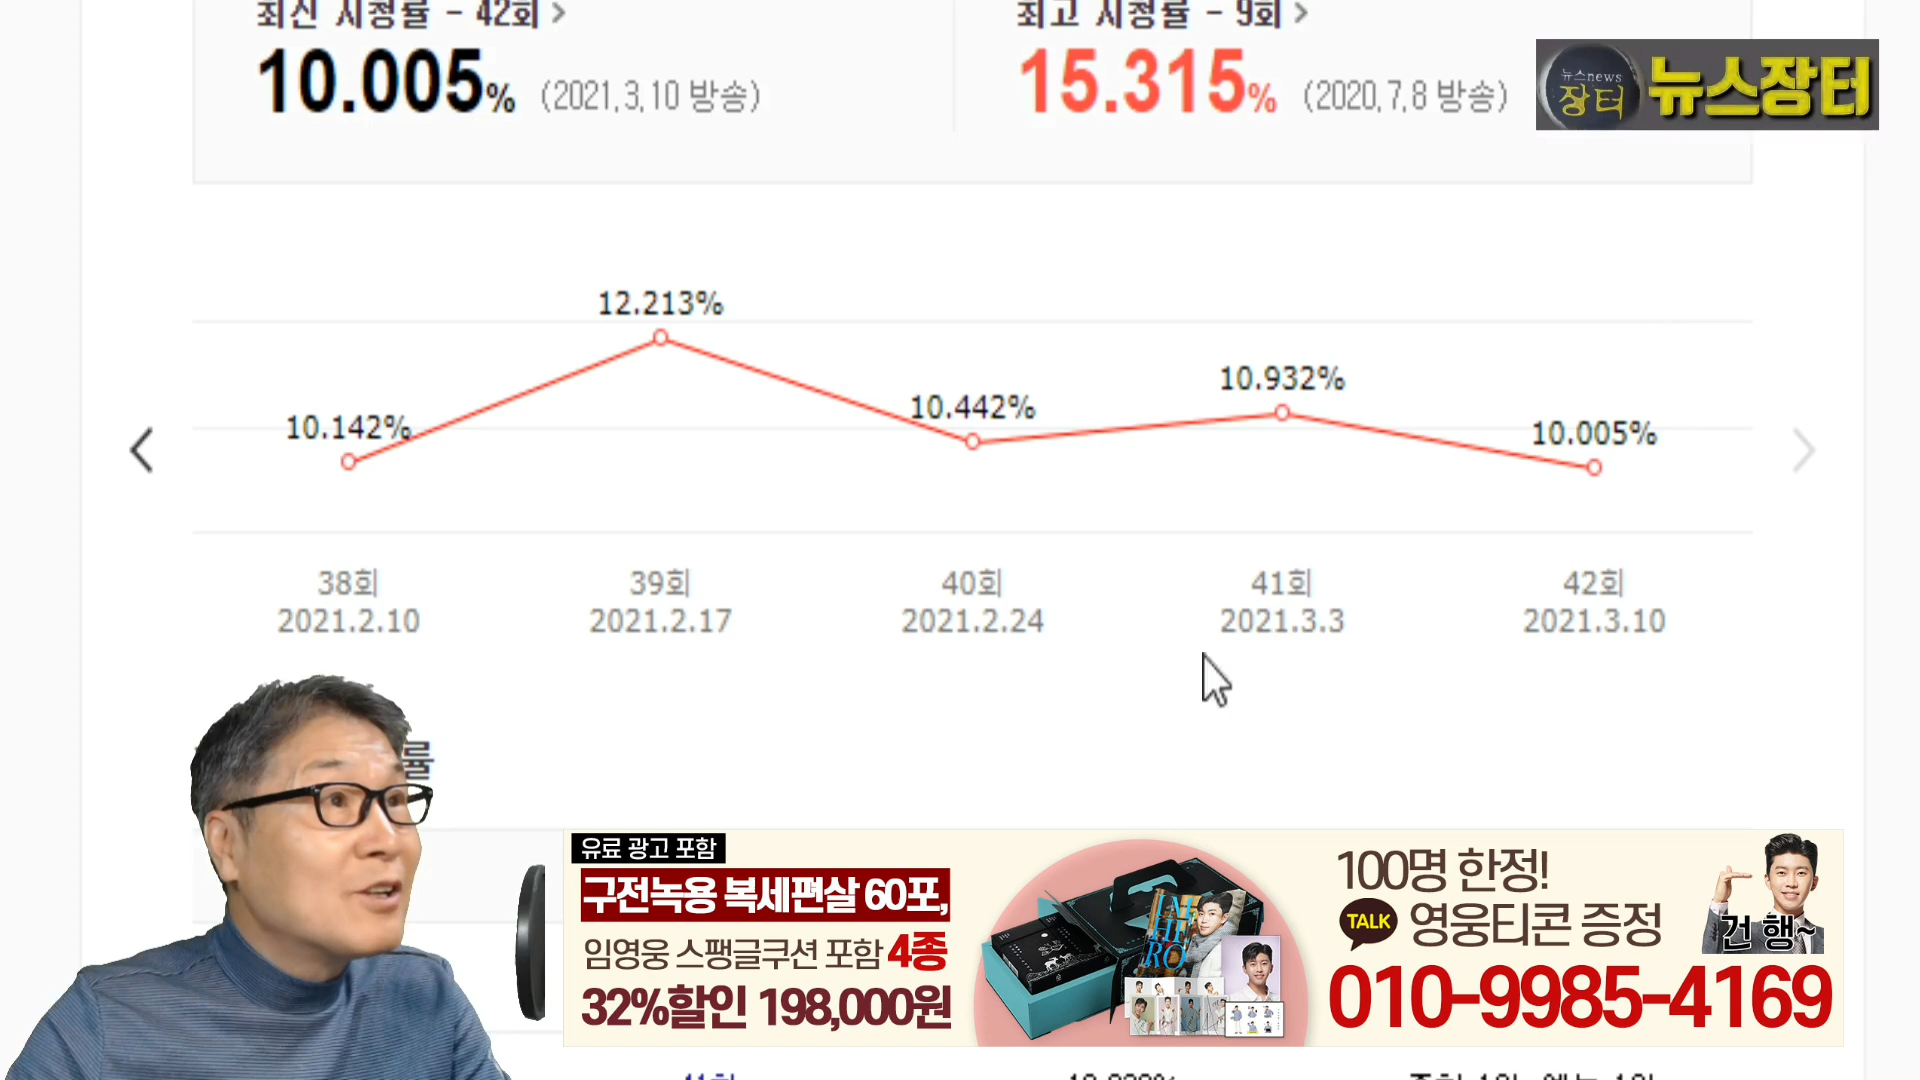 최신 시청률 - 42회
10.005% (2021.3.10 방송)
최고 시청률 - 9회
15.315% (2020.7.8 방송)
뉴스news
장터
뉴스장터
12.213%
10.142%
10.442%
10.932%
10.005%
38회
2021.2.10
39회
2021.2.17
40회
2021.2.24
41회
2021.3.3
42회
2021.3.10
률
유료 광고 포함
구전녹용 복세편살 60포,
임영웅 스팽글쿠션 포함 4종
32%할인 198,000원
HERO
100명 한정!
TALK 영웅티콘 증정
건 행~
010-9985-4169